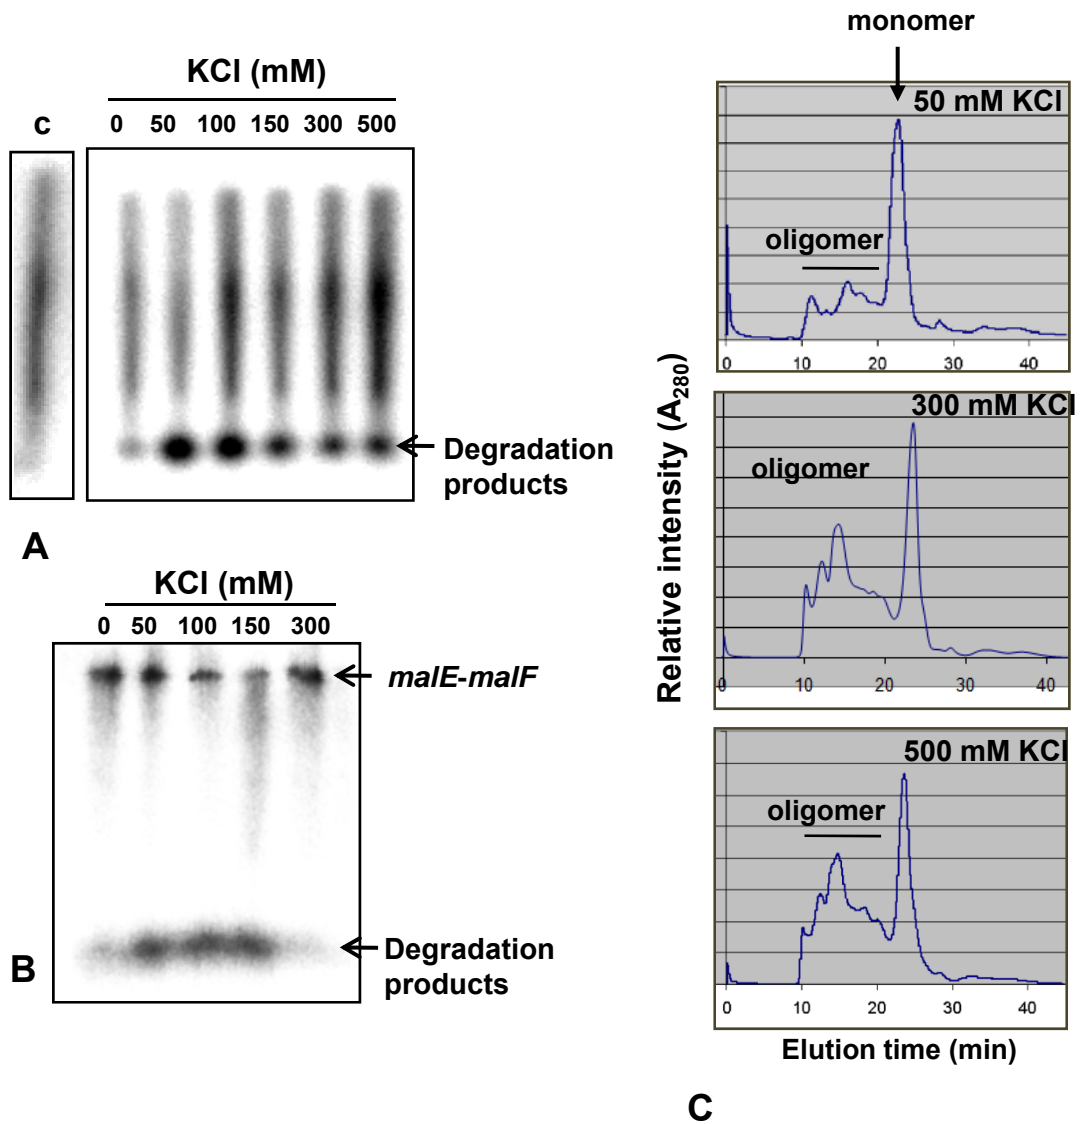 KCl (mM)
c
0 50 100 150 300 500
Degradation
products
A
KCl (mM)
0 50 100 150 300
malE-malF
Degradation
products
B
monomer
50 mM KCl
oligomer
0 10 20 30 40
300 mM KCl
oligomer
0 10 20 30 40
500 mM KCl
oligomer
0 10 20 30 40
Relative intensity (A280)
Elution time (min)
C